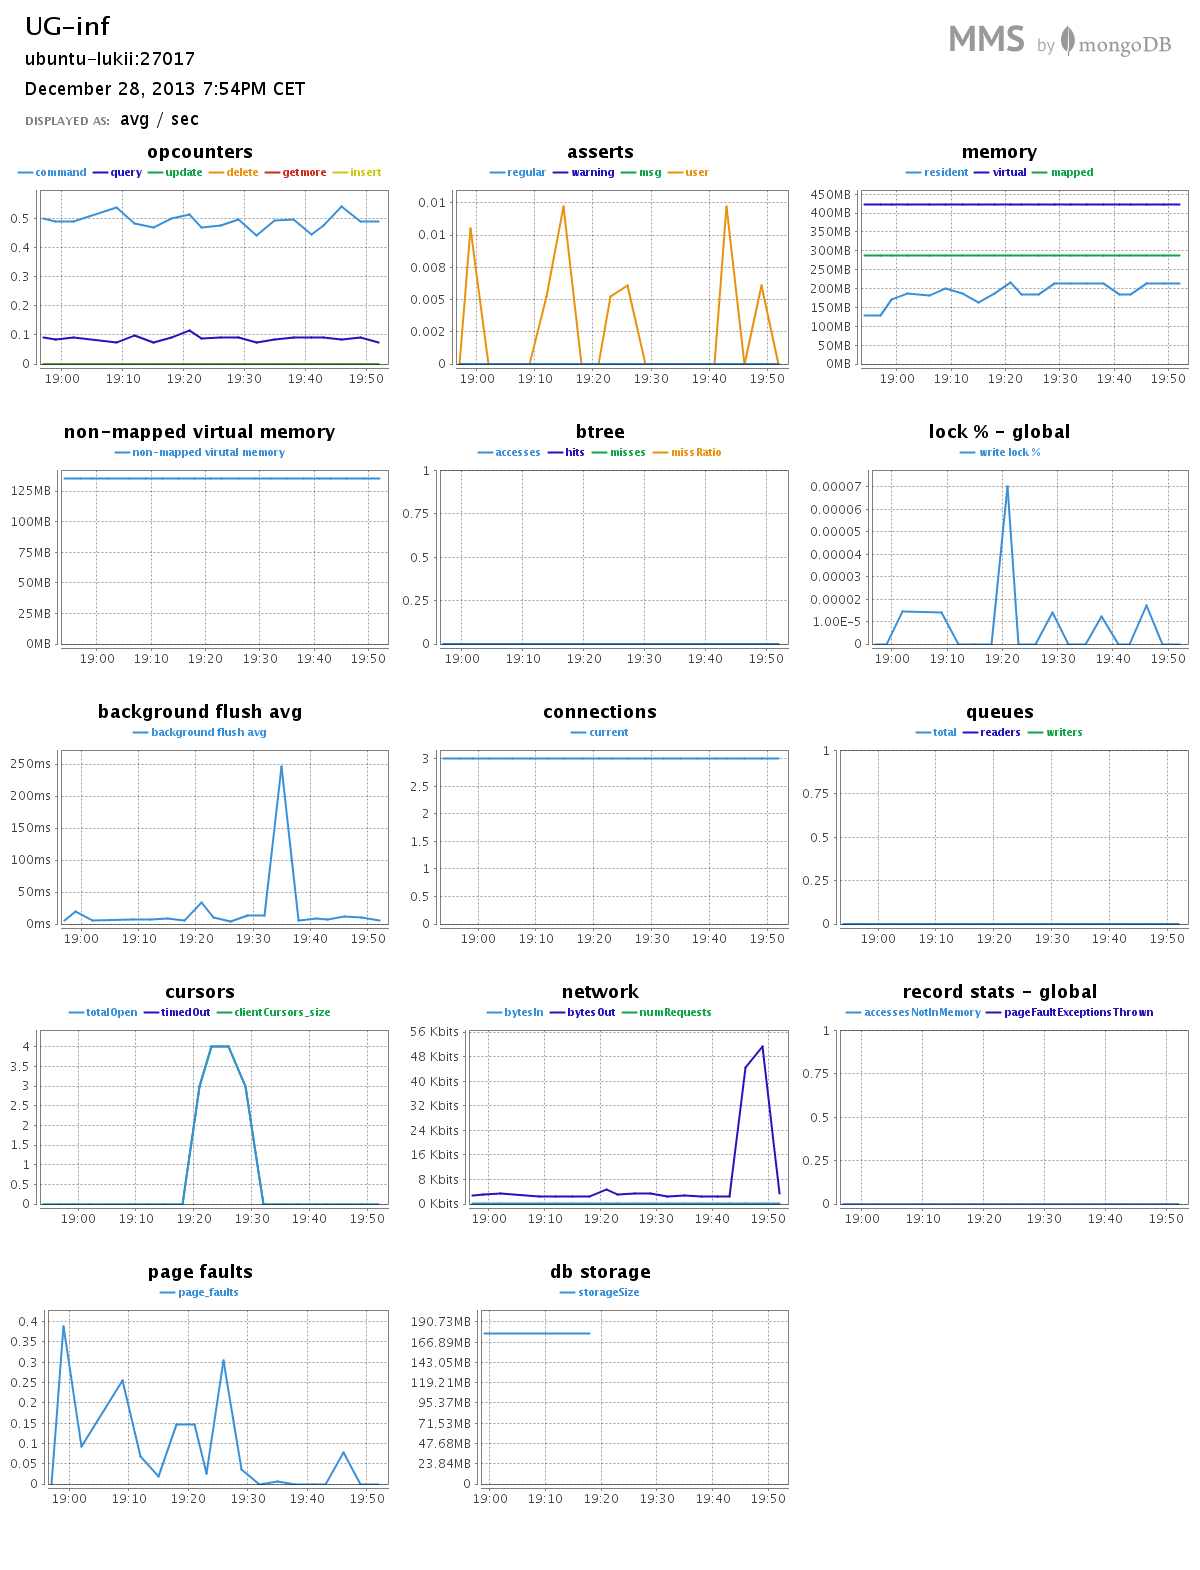 UG-inf
ubuntu-lukii:27017
December 28, 2013 7:54PM CET
DISPLAYED AS: avg / sec
MMS by mongoDB
opcounters
command query update delete getmore insert
0.5
0.4
0.3
0.2
0.1
0
19:00 19:10 19:20 19:30 19:40 19:50
asserts
regular warning msg user
0.01
0.01
0.008
0.005
0.002
0
19:00 19:10 19:20 19:30 19:40 19:50
memory
resident virtual mapped
450MB
400MB
350MB
300MB
250MB
200MB
150MB
100MB
50MB
0MB
19:00 19:10 19:20 19:30 19:40 19:50
non-mapped virtual memory
non-mapped virutal memory
125MB
100MB
75MB
50MB
25MB
0MB
19:00 19:10 19:20 19:30 19:40 19:50
btree
accesses hits misses missRatio
1
0.75
0.5
0.25
0
19:00 19:10 19:20 19:30 19:40 19:50
lock % - global
write lock %
0.00007
0.00006
0.00005
0.00004
0.00003
0.00002
1.00E-5
0
19:00 19:10 19:20 19:30 19:40 19:50
background flush avg
background flush avg
250ms
200ms
150ms
100ms
50ms
0ms
19:00 19:10 19:20 19:30 19:40 19:50
connections
current
3
2.5
2
1.5
1
0.5
0
19:00 19:10 19:20 19:30 19:40 19:50
queues
total readers writers
1
0.75
0.5
0.25
0
19:00 19:10 19:20 19:30 19:40 19:50
cursors
totalOpen timedOut clientCursors_size
4
3.5
3
2.5
2
1.5
1
0.5
0
19:00 19:10 19:20 19:30 19:40 19:50
network
bytesIn bytesOut numRequests
56 Kbits
48 Kbits
40 Kbits
32 Kbits
24 Kbits
16 Kbits
8 Kbits
0 Kbits
19:00 19:10 19:20 19:30 19:40 19:50
record stats - global
accessesNotInMemory pageFaultExceptionsThrown
1
0.75
0.5
0.25
0
19:00 19:10 19:20 19:30 19:40 19:50
page faults
page_faults
0.4
0.35
0.3
0.25
0.2
0.15
0.1
0.05
0
19:00 19:10 19:20 19:30 19:40 19:50
db storage
storageSize
190.73MB
166.89MB
143.05MB
119.21MB
95.37MB
71.53MB
47.68MB
23.84MB
0
19:00 19:10 19:20 19:30 19:40 19:50